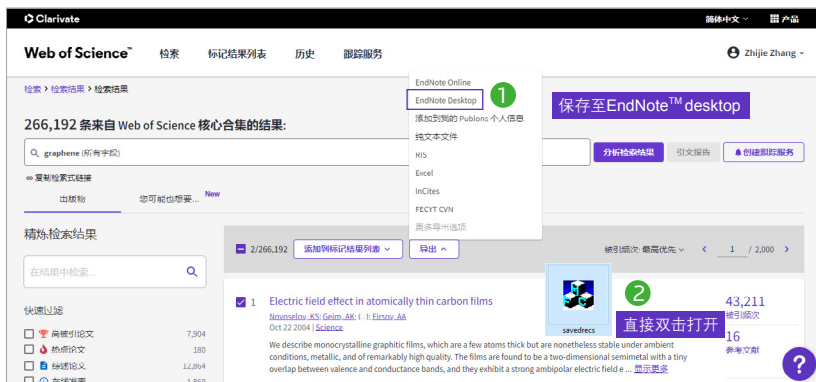 Clarivate
简体中文
产品
Web of Science™
检索
标记结果列表
历史
跟踪服务
Zhijie Zhang
检索 > 检索结果 > 检索结果
EndNote Online
EndNote Desktop
添加到我的 Publons 个人信息
纯文本文件
RIS
Excel
InCites
FECYT CVN
更多导出选项
1
保存至EndNote™ desktop
266,192 条来自 Web of Science 核心合集的结果:
graphene (所有字段)
分析检索结果
引文报告
创建跟踪服务
复制检索式链接
出版物
您可能也想要... New
精炼检索结果
2/266,192
添加到标记结果列表
导出
被引频次: 最高优先
1 / 2,000
在结果中检索...
快速过滤
高被引论文 7,904
热点论文 180
综述论文 12,864
在线发表 1,860
1 Electric field effect in atomically thin carbon films
Novoselov, KS; Geim, AK; (...); Firsov, AA
Oct 22 2004 | Science
We describe monocrystalline graphitic films, which are a few atoms thick but are nonetheless stable under ambient
conditions, metallic, and of remarkably high quality. The films are found to be a two-dimensional semimetal with a tiny
overlap between valence and conductance bands, and they exhibit a strong ambipolar electric field e ... 显示更多
savedrecs
2
直接双击打开
43,211
被引频次
16
参考文献
?